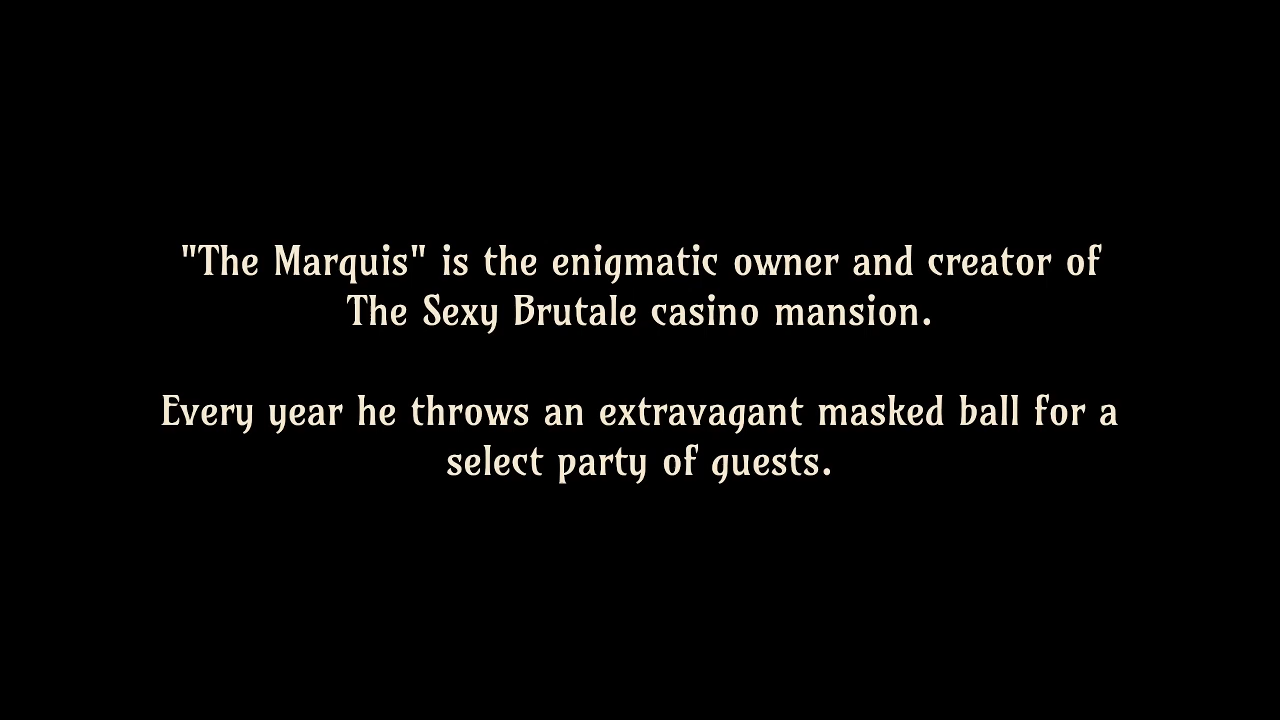 "The Marquis" is the enigmatic owner and creator of
The Sexy Brutale casino mansion.
Every year he throws an extravagant masked ball for a
select party of guests.